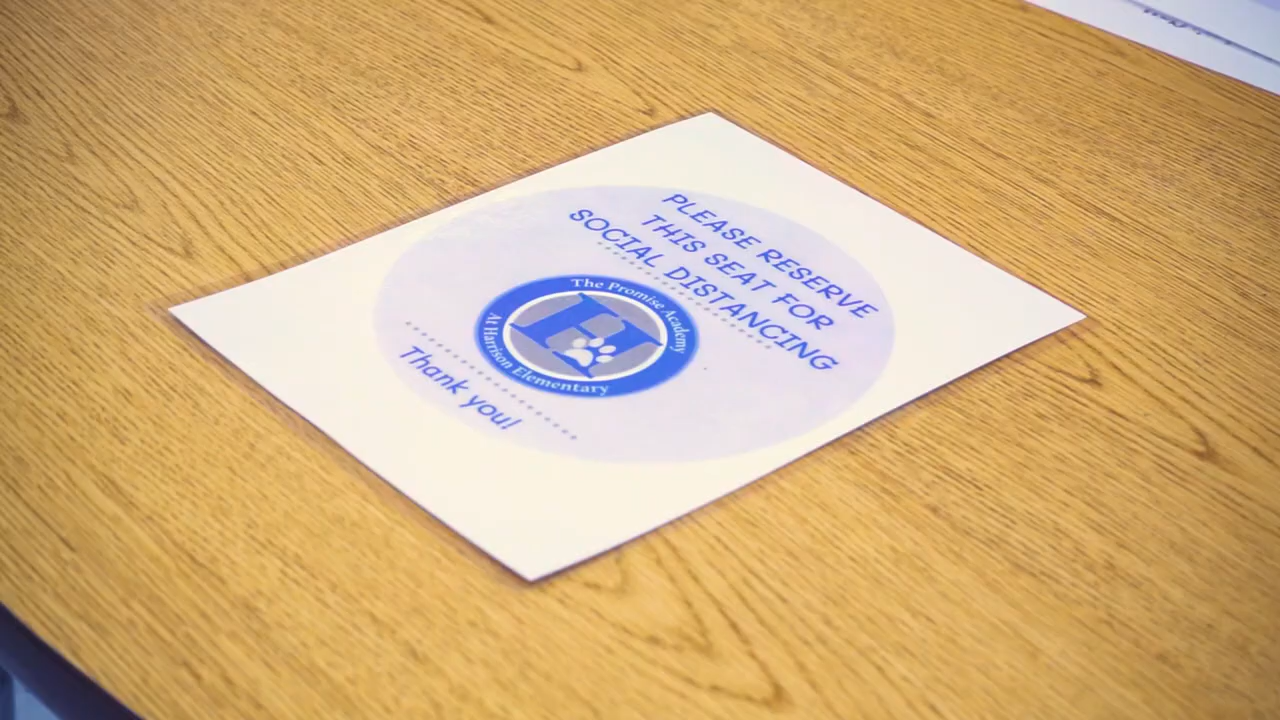 PLEASE RESERVE
THIS SEAT FOR
SOCIAL DISTANCING
The Promise Academy
H
At Harrison Elementary
Thank you!